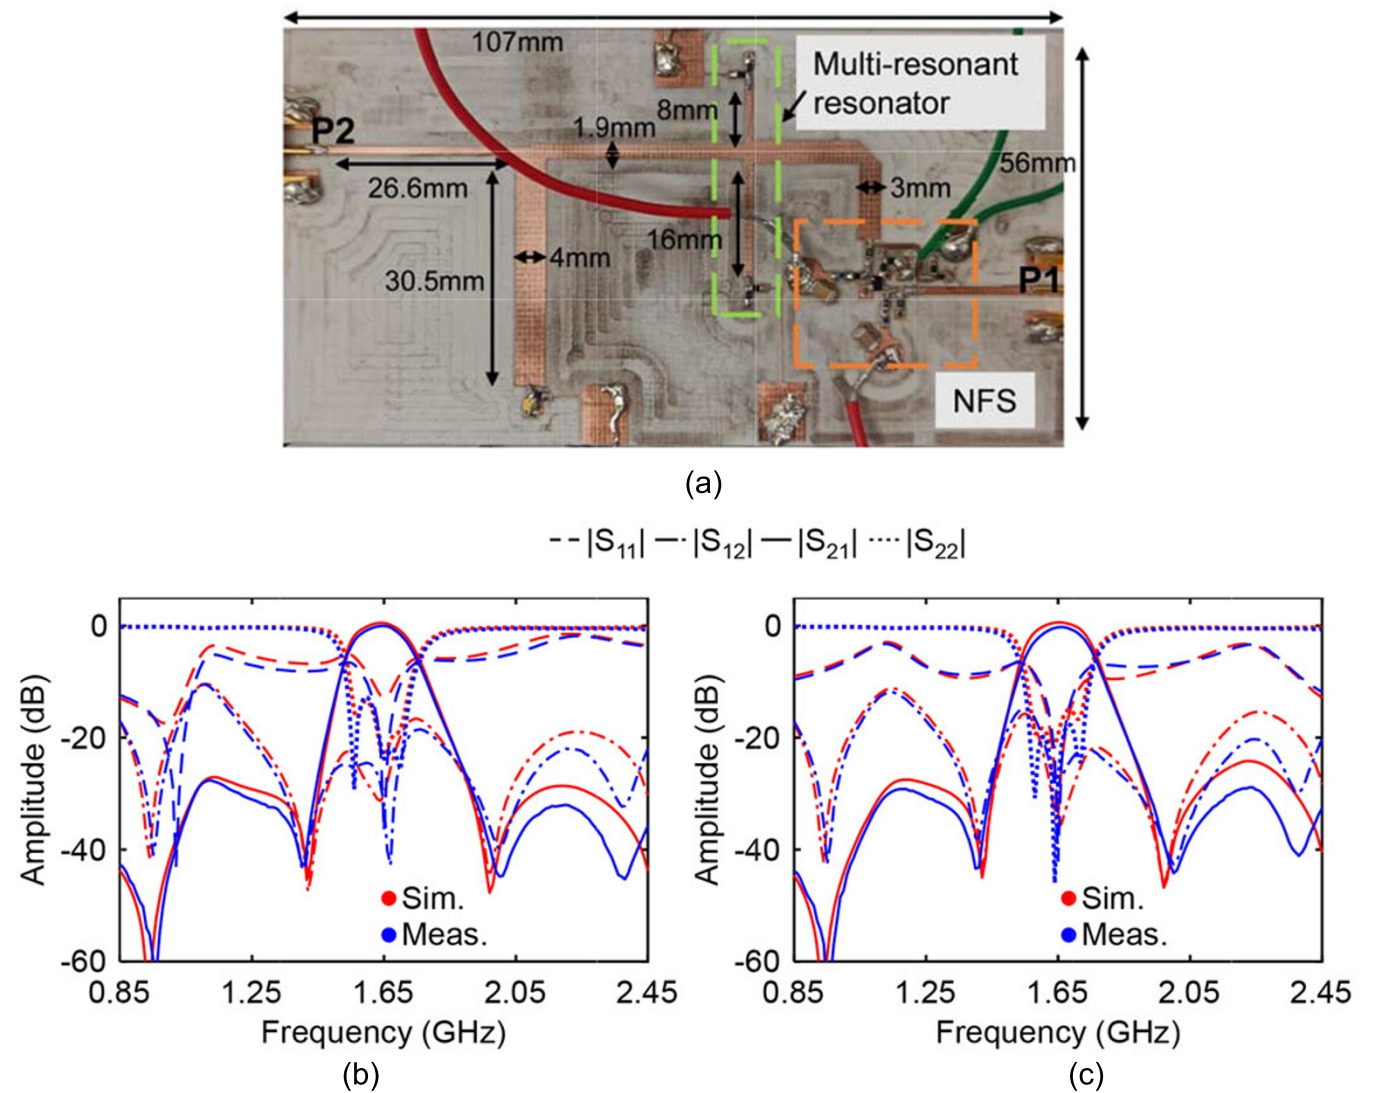 107mm
Multi-resonant
resonator
8mm
P2
1.9mm
56mm
26.6mm
3mm
16mm
4mm
30.5mm
P1
NFS
(a)
|S11| |S12| |S21| |S22|
0
-20
-40
-60
Amplitude (dB)
Sim.
Meas.
0.85 1.25 1.65 2.05 2.45
Frequency (GHz)
(b)
0
-20
-40
-60
Amplitude (dB)
Sim.
Meas.
0.85 1.25 1.65 2.05 2.45
Frequency (GHz)
(c)